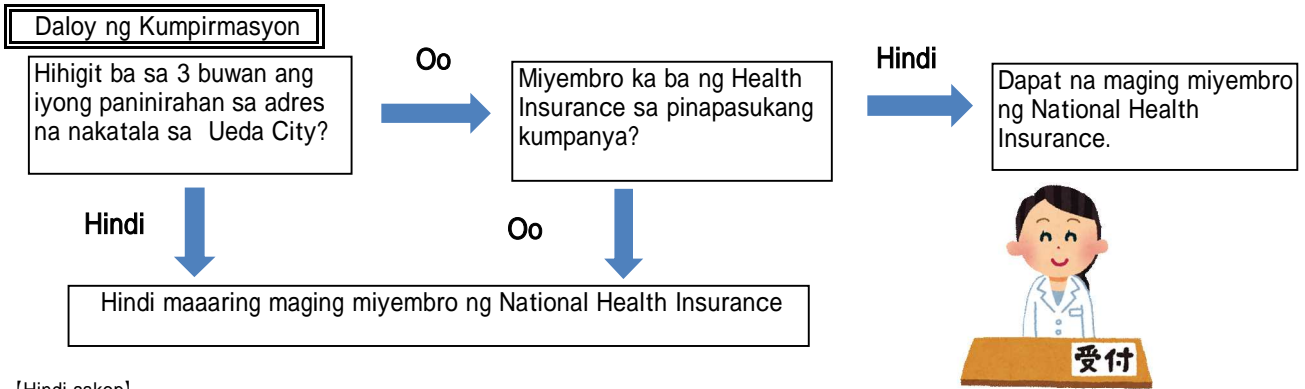 Daloy ng Kumpirmasyon
Hihigit ba sa 3 buwan ang
iyong paninirahan sa adres
na nakatala sa Ueda City?
Oo
Miyembro ka ba ng Health
Insurance sa pinapasukang
kumpanya?
Hindi
Dapat na maging miyembro
ng National Health
Insurance.
Hindi
Oo
Hindi maaaring maging miyembro ng National Health Insurance
受付
【Hindi sakop】